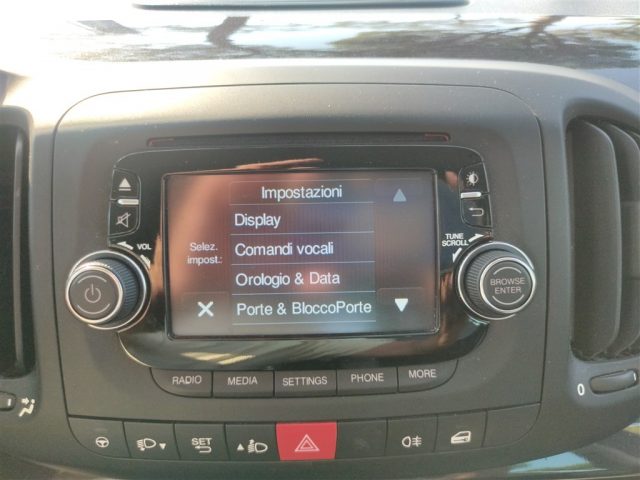 Impostazioni
Display
Selez.
impost.:
Comandi vocali
Orologio & Data
Porte & BloccoPorte
VOL
TUNE
SCROLL
BROWSE
ENTER
RADIO
MEDIA
SETTINGS
PHONE
MORE
SET
0